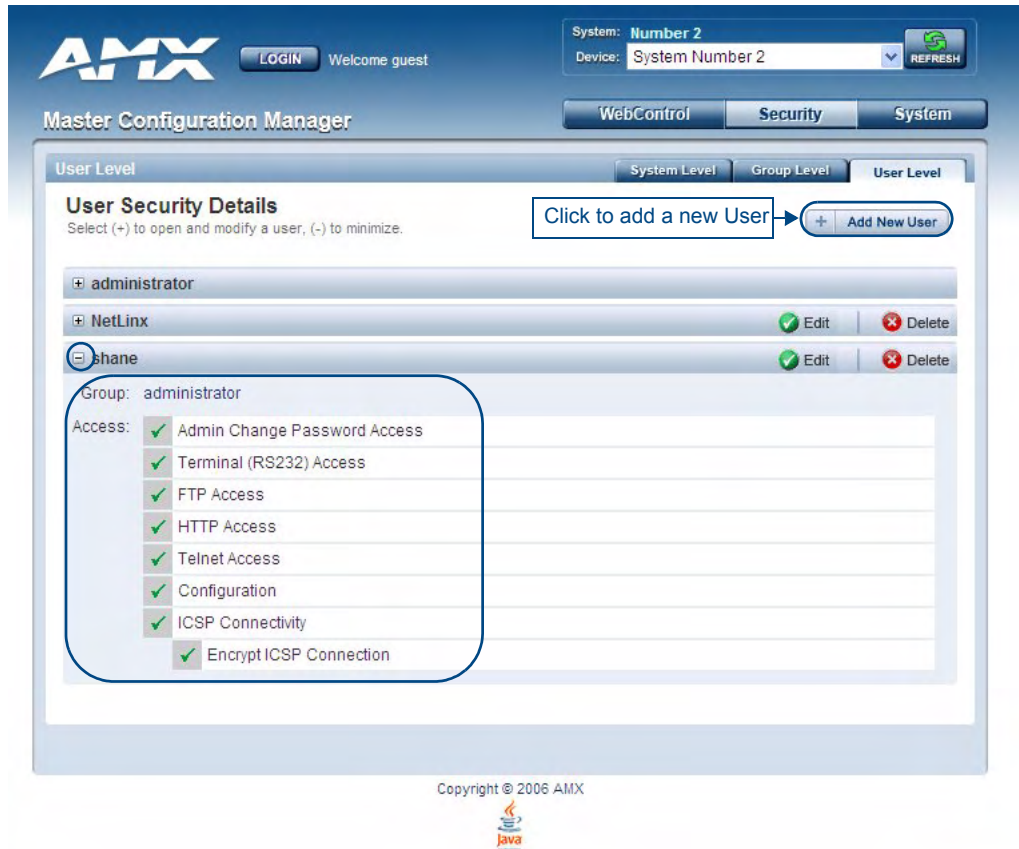 AMX
LOGIN Welcome guest
System: Number 2
Device: System Number 2
REFRESH
Master Configuration Manager
WebControl Security System
User Level
System Level Group Level User Level
User Security Details
Select (+) to open and modify a user, (-) to minimize.
Click to add a new User
+ Add New User
administrator
NetLinx Edit Delete
shane Edit Delete
Group: administrator
Access: Admin Change Password Access
Terminal (RS232) Access
FTP Access
HTTP Access
Telnet Access
Configuration
ICSP Connectivity
Encrypt ICSP Connection
Copyright © 2006 AMX
Java